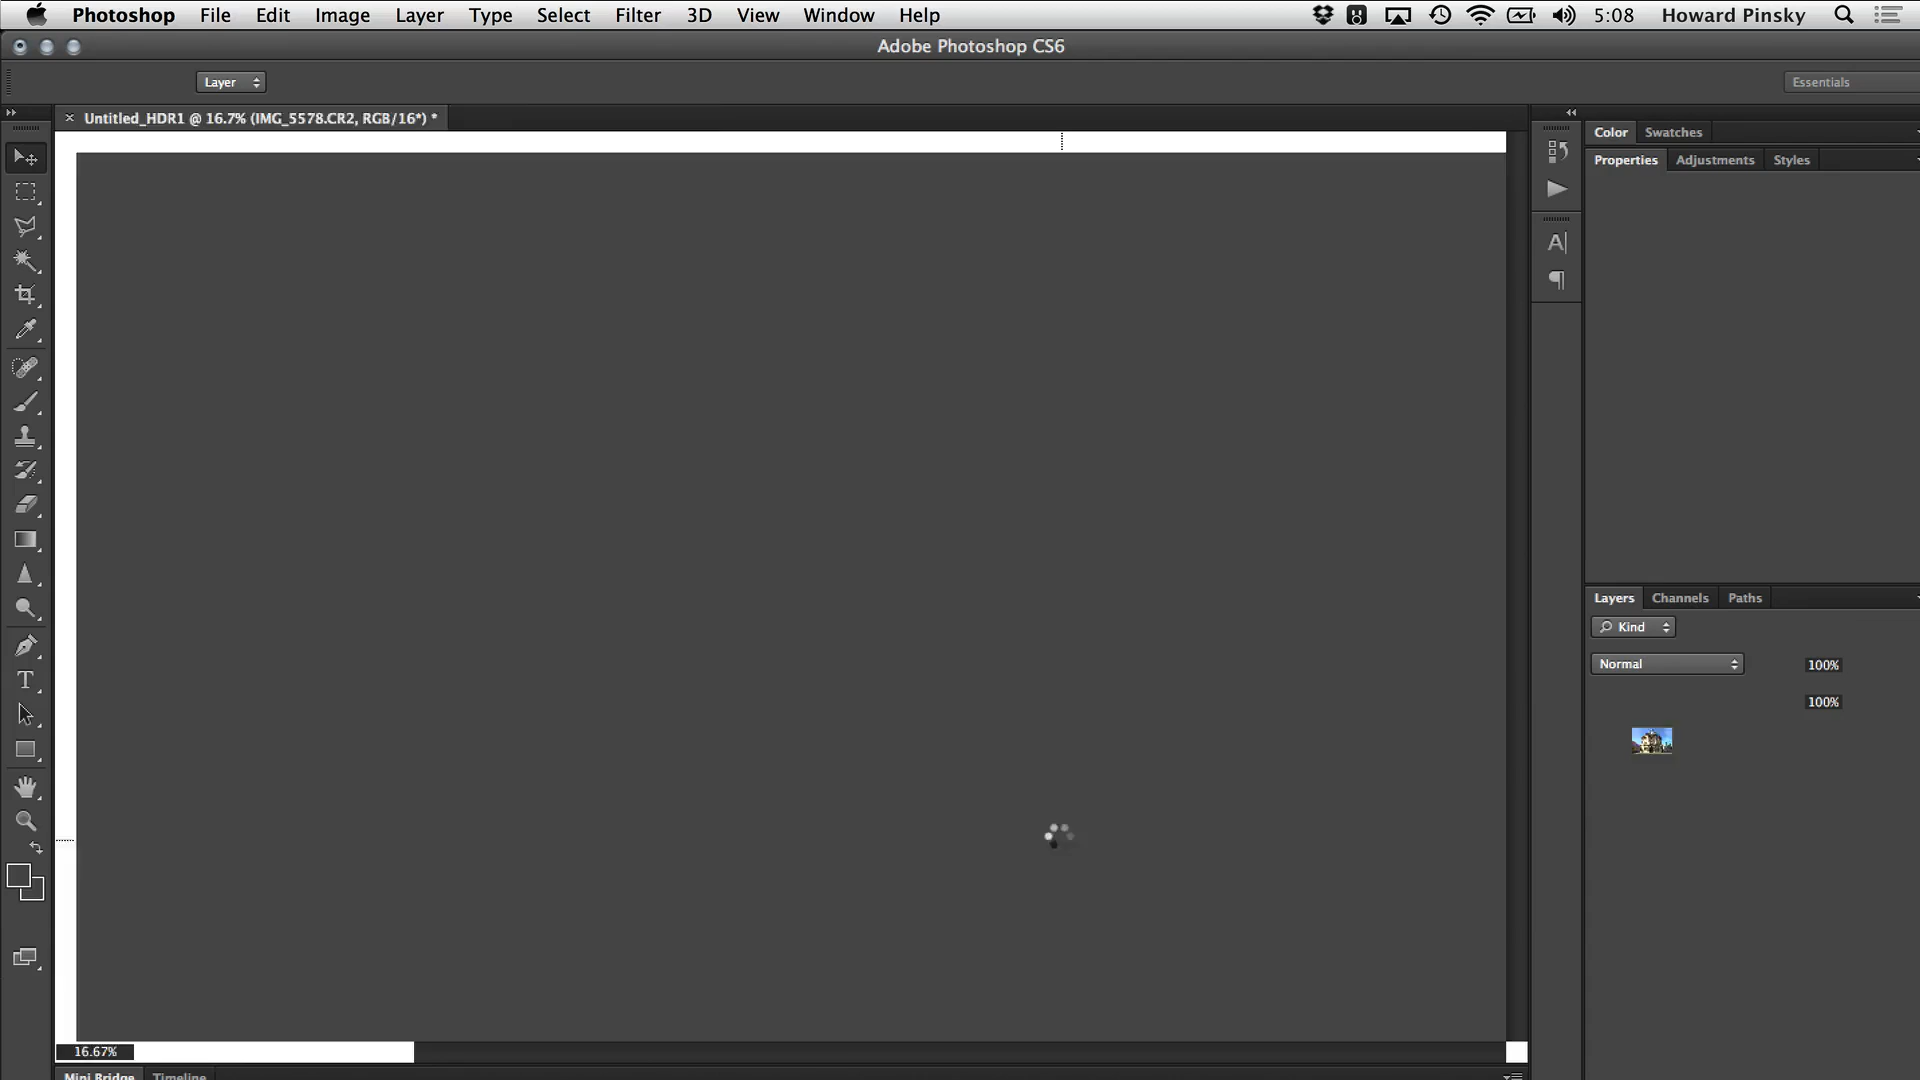 Photoshop File Edit Image Layer Type Select Filter 3D View Window Help 5:08 Howard Pinsky
Adobe Photoshop CS6
Layer Essentials
Untitled_HDR1 @ 16.7% (IMG_5578.CR2, RGB/16*) *
Color Swatches
Properties Adjustments Styles
Layers Channels Paths
Kind
Normal 100%
100%
16.67%
Mini Bridge Timeline